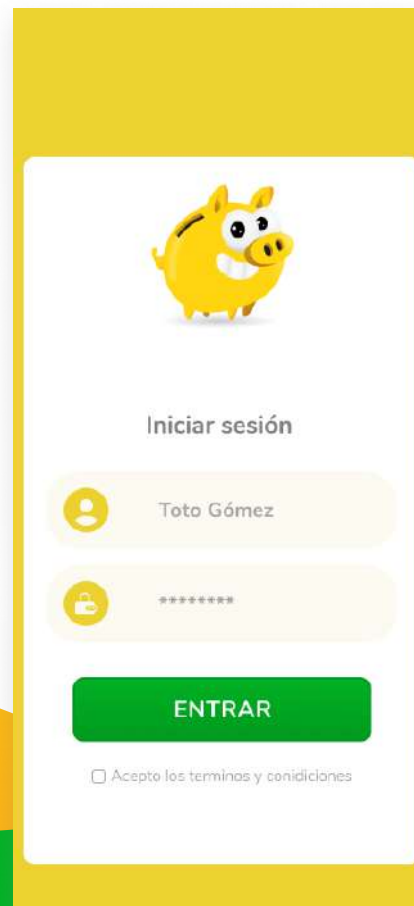 Iniciar sesión
Toto Gómez
********
ENTRAR
Acepto los terminos y conidiciones